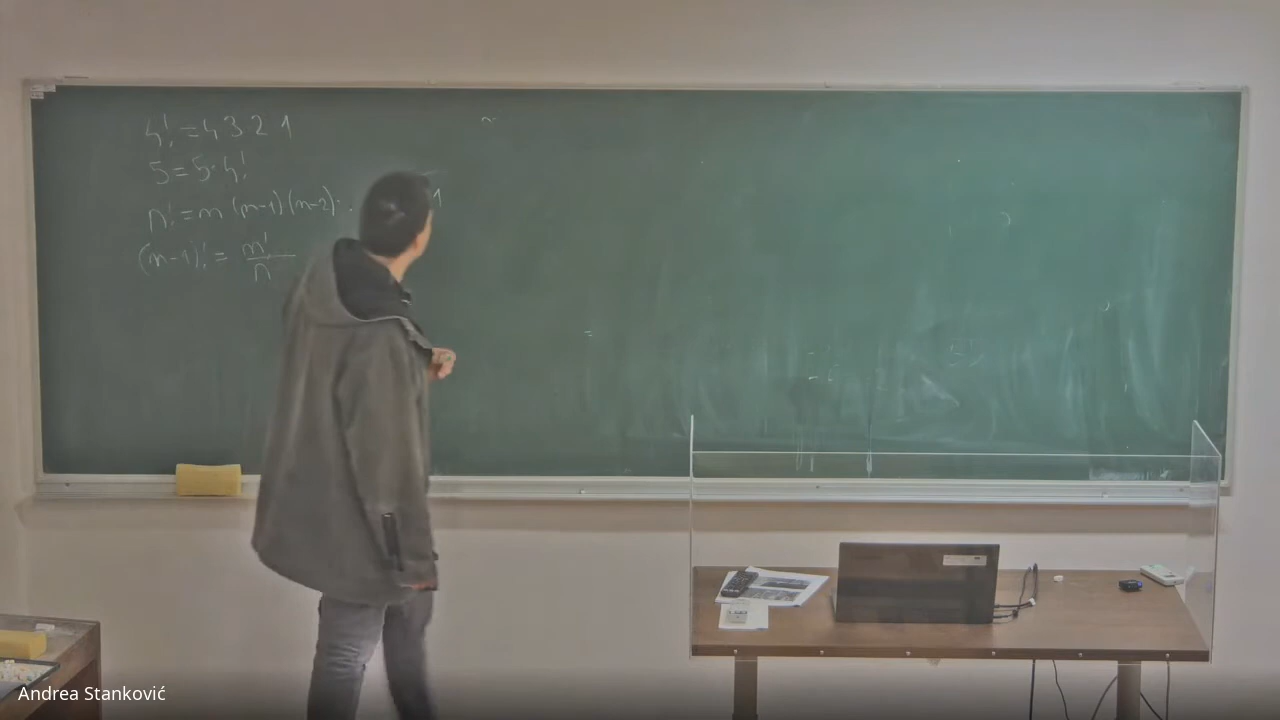 4! = 4 3 2 1
5 = 5 · 4!
n! = n (n-1) (n-2) · . 1
(n-1)! = n!/n
Andrea Stanković